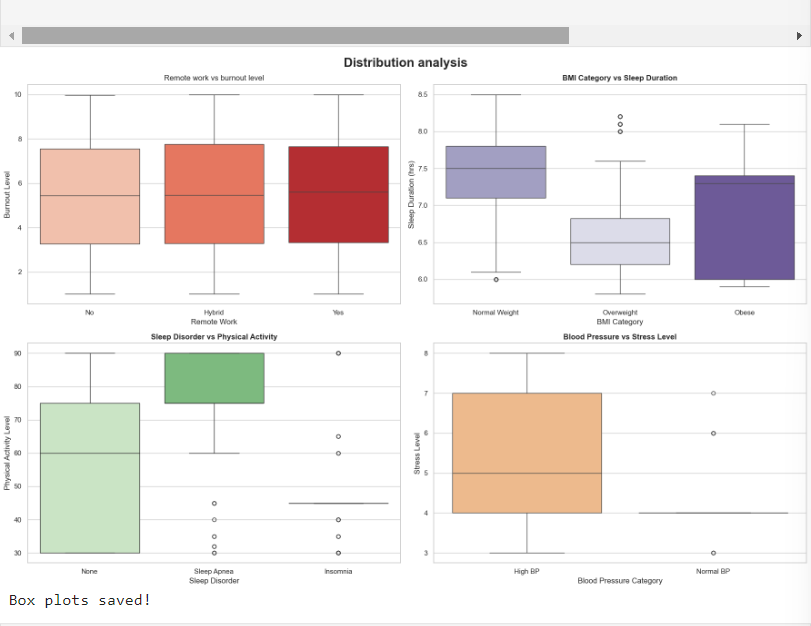 Distribution analysis
Remote work vs burnout level
10
8
6
4
2
Burnout Level
No Hybrid Yes
Remote Work
BMI Category vs Sleep Duration
8.5
8.0
7.5
7.0
6.5
6.0
Sleep Duration (hrs)
Normal Weight Overweight Obese
BMI Category
Sleep Disorder vs Physical Activity
90
80
70
60
50
40
30
Physical Activity Level
None Sleep Apnea Insomnia
Sleep Disorder
Blood Pressure vs Stress Level
8
7
6
5
4
3
Stress Level
High BP Normal BP
Blood Pressure Category
Box plots saved!